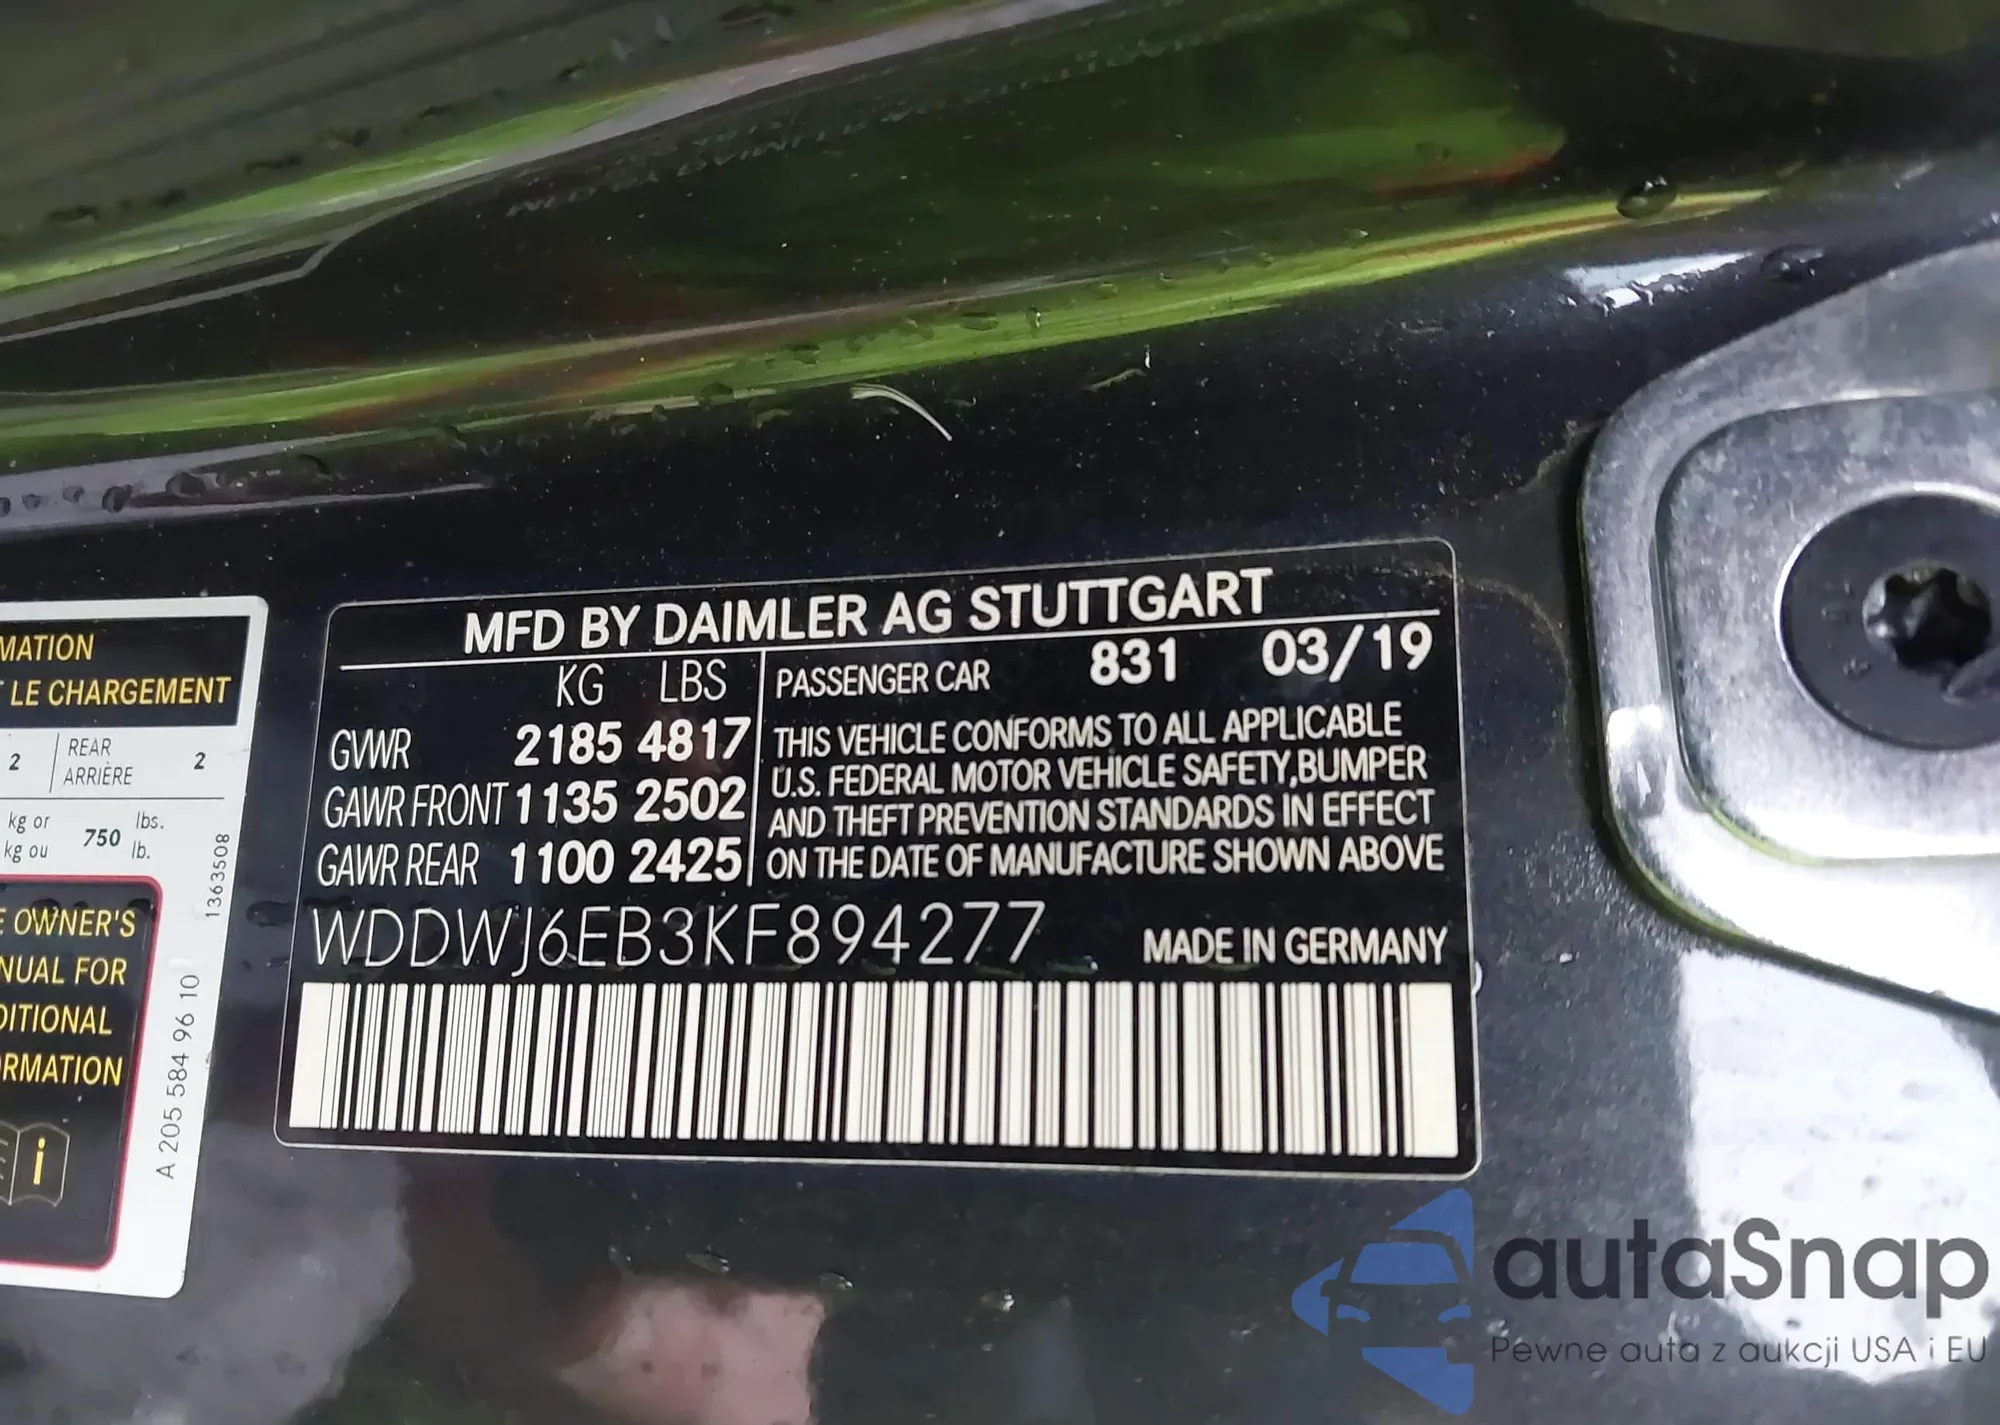 MATION
LE CHARGEMENT
2 REAR 2
ARRIÈRE
kg or 750 lbs.
kg ou lb.
1363508
OWNER'S
NUAL FOR
DITIONAL
RMATION
i
A 205 584 96 10
MFD BY DAIMLER AG STUTTGART
KG LBS PASSENGER CAR 831 03/19
GVWR 2185 4817
GAWR FRONT 1135 2502
GAWR REAR 1100 2425
THIS VEHICLE CONFORMS TO ALL APPLICABLE
U.S. FEDERAL MOTOR VEHICLE SAFETY,BUMPER
AND THEFT PREVENTION STANDARDS IN EFFECT
ON THE DATE OF MANUFACTURE SHOWN ABOVE
WDDWJ6EB3KF894277 MADE IN GERMANY
autaSnap
Pewne auta z aukcji USA i EU